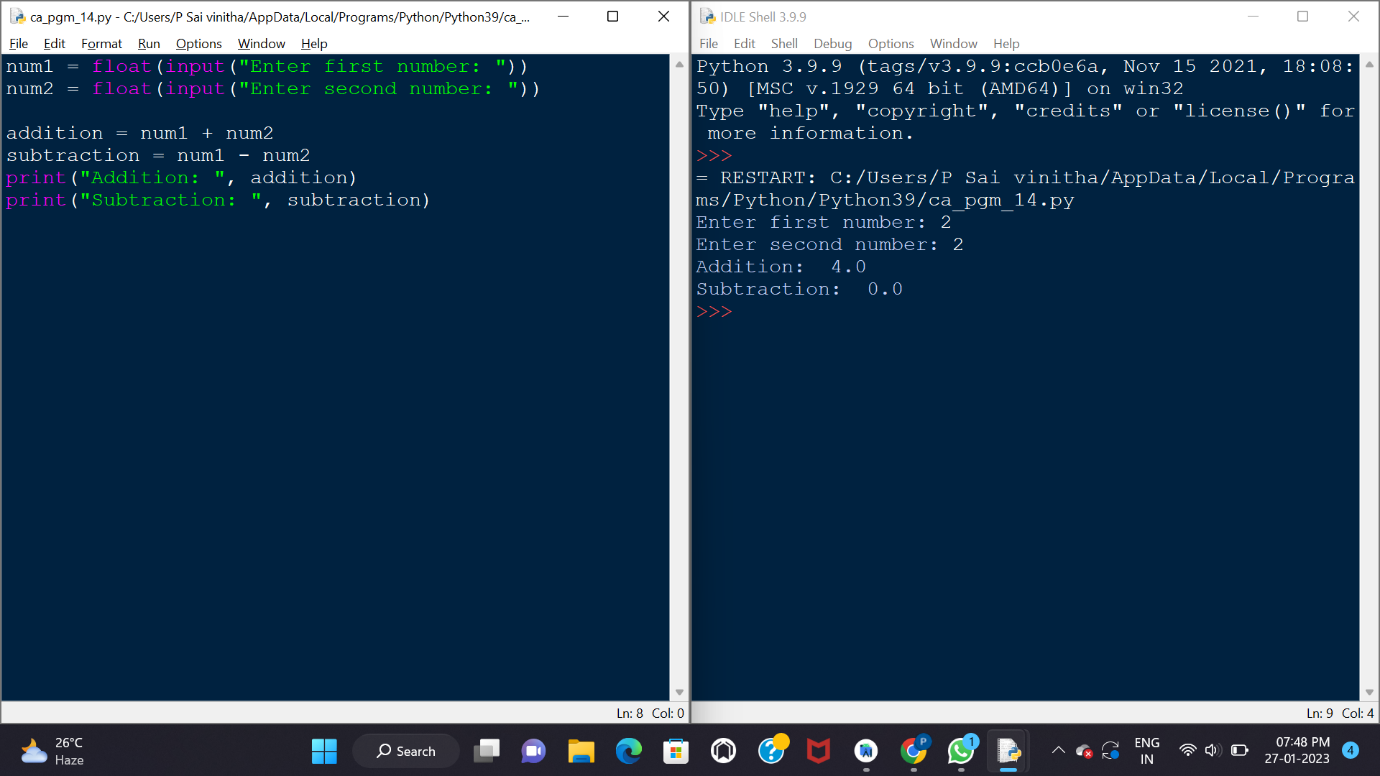 ca_pgm_14.py - C:/Users/P Sai vinitha/AppData/Local/Programs/Python/Python39/ca_...
File Edit Format Run Options Window Help
num1 = float(input("Enter first number: "))
num2 = float(input("Enter second number: "))
addition = num1 + num2
subtraction = num1 - num2
print("Addition: ", addition)
print("Subtraction: ", subtraction)
Ln: 8 Col: 0
IDLE Shell 3.9.9
File Edit Shell Debug Options Window Help
Python 3.9.9 (tags/v3.9.9:ccb0e6a, Nov 15 2021, 18:08:
50) [MSC v.1929 64 bit (AMD64)] on win32
Type "help", "copyright", "credits" or "license()" for
more information.
>>>
= RESTART: C:/Users/P Sai vinitha/AppData/Local/Progra
ms/Python/Python39/ca_pgm_14.py
Enter first number: 2
Enter second number: 2
Addition:  4.0
Subtraction:  0.0
>>>
Ln: 9 Col: 4
26°C
Haze
Search
P
1
ENG
IN
07:48 PM
27-01-2023
4